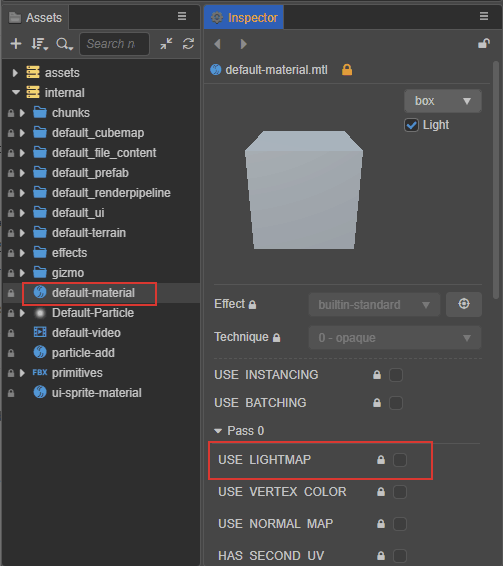 Assets
Search n
assets
internal
chunks
default_cubemap
default_file_content
default_prefab
default_renderpipeline
default_ui
default-terrain
effects
gizmo
default-material
Default-Particle
default-video
particle-add
FBX primitives
ui-sprite-material
Inspector
default-material.mtl
box
Light
Effect
builtin-standard
Technique
0 - opaque
USE INSTANCING
USE BATCHING
Pass 0
USE LIGHTMAP
USE VERTEX COLOR
USE NORMAL MAP
HAS SECOND UV